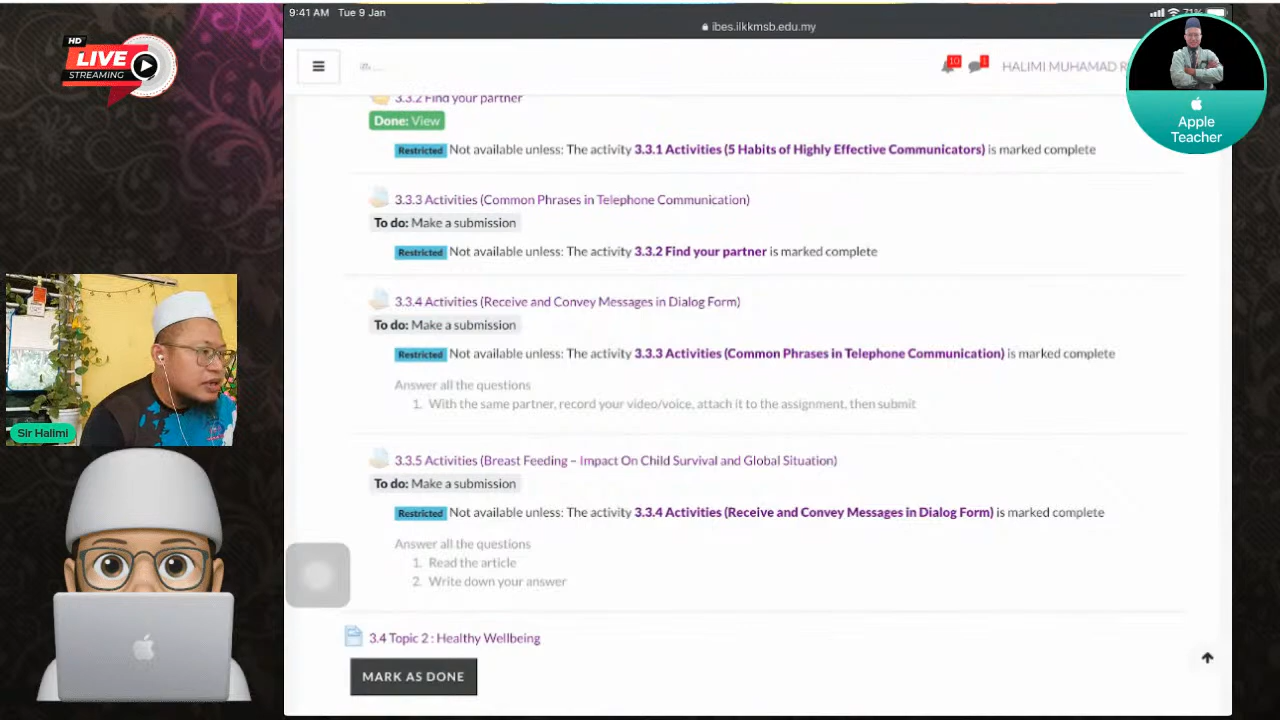 9:41 AM Tue 9 Jan
71%
ibes.ilkkmsb.edu.my
HD
LIVE
STREAMING
10
1
HALIMI MUHAMAD R
Apple
Teacher
3.3.2 Find your partner
Done: View
Restricted Not available unless: The activity 3.3.1 Activities (5 Habits of Highly Effective Communicators) is marked complete
3.3.3 Activities (Common Phrases in Telephone Communication)
To do: Make a submission
Restricted Not available unless: The activity 3.3.2 Find your partner is marked complete
3.3.4 Activities (Receive and Convey Messages in Dialog Form)
To do: Make a submission
Restricted Not available unless: The activity 3.3.3 Activities (Common Phrases in Telephone Communication) is marked complete
Answer all the questions
1. With the same partner, record your video/voice, attach it to the assignment, then submit
Sir Halimi
3.3.5 Activities (Breast Feeding – Impact On Child Survival and Global Situation)
To do: Make a submission
Restricted Not available unless: The activity 3.3.4 Activities (Receive and Convey Messages in Dialog Form) is marked complete
Answer all the questions
1. Read the article
2. Write down your answer
3.4 Topic 2 : Healthy Wellbeing
MARK AS DONE